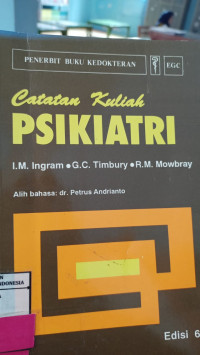 PENERBIT BUKU KEDOKTERAN
EGC
Catatan Kuliah
PSIKIATRI
I.M. Ingram ● G.C. Timbury ● R.M. Mowbray
Alih bahasa: dr. Petrus Andrianto
Edisi 6